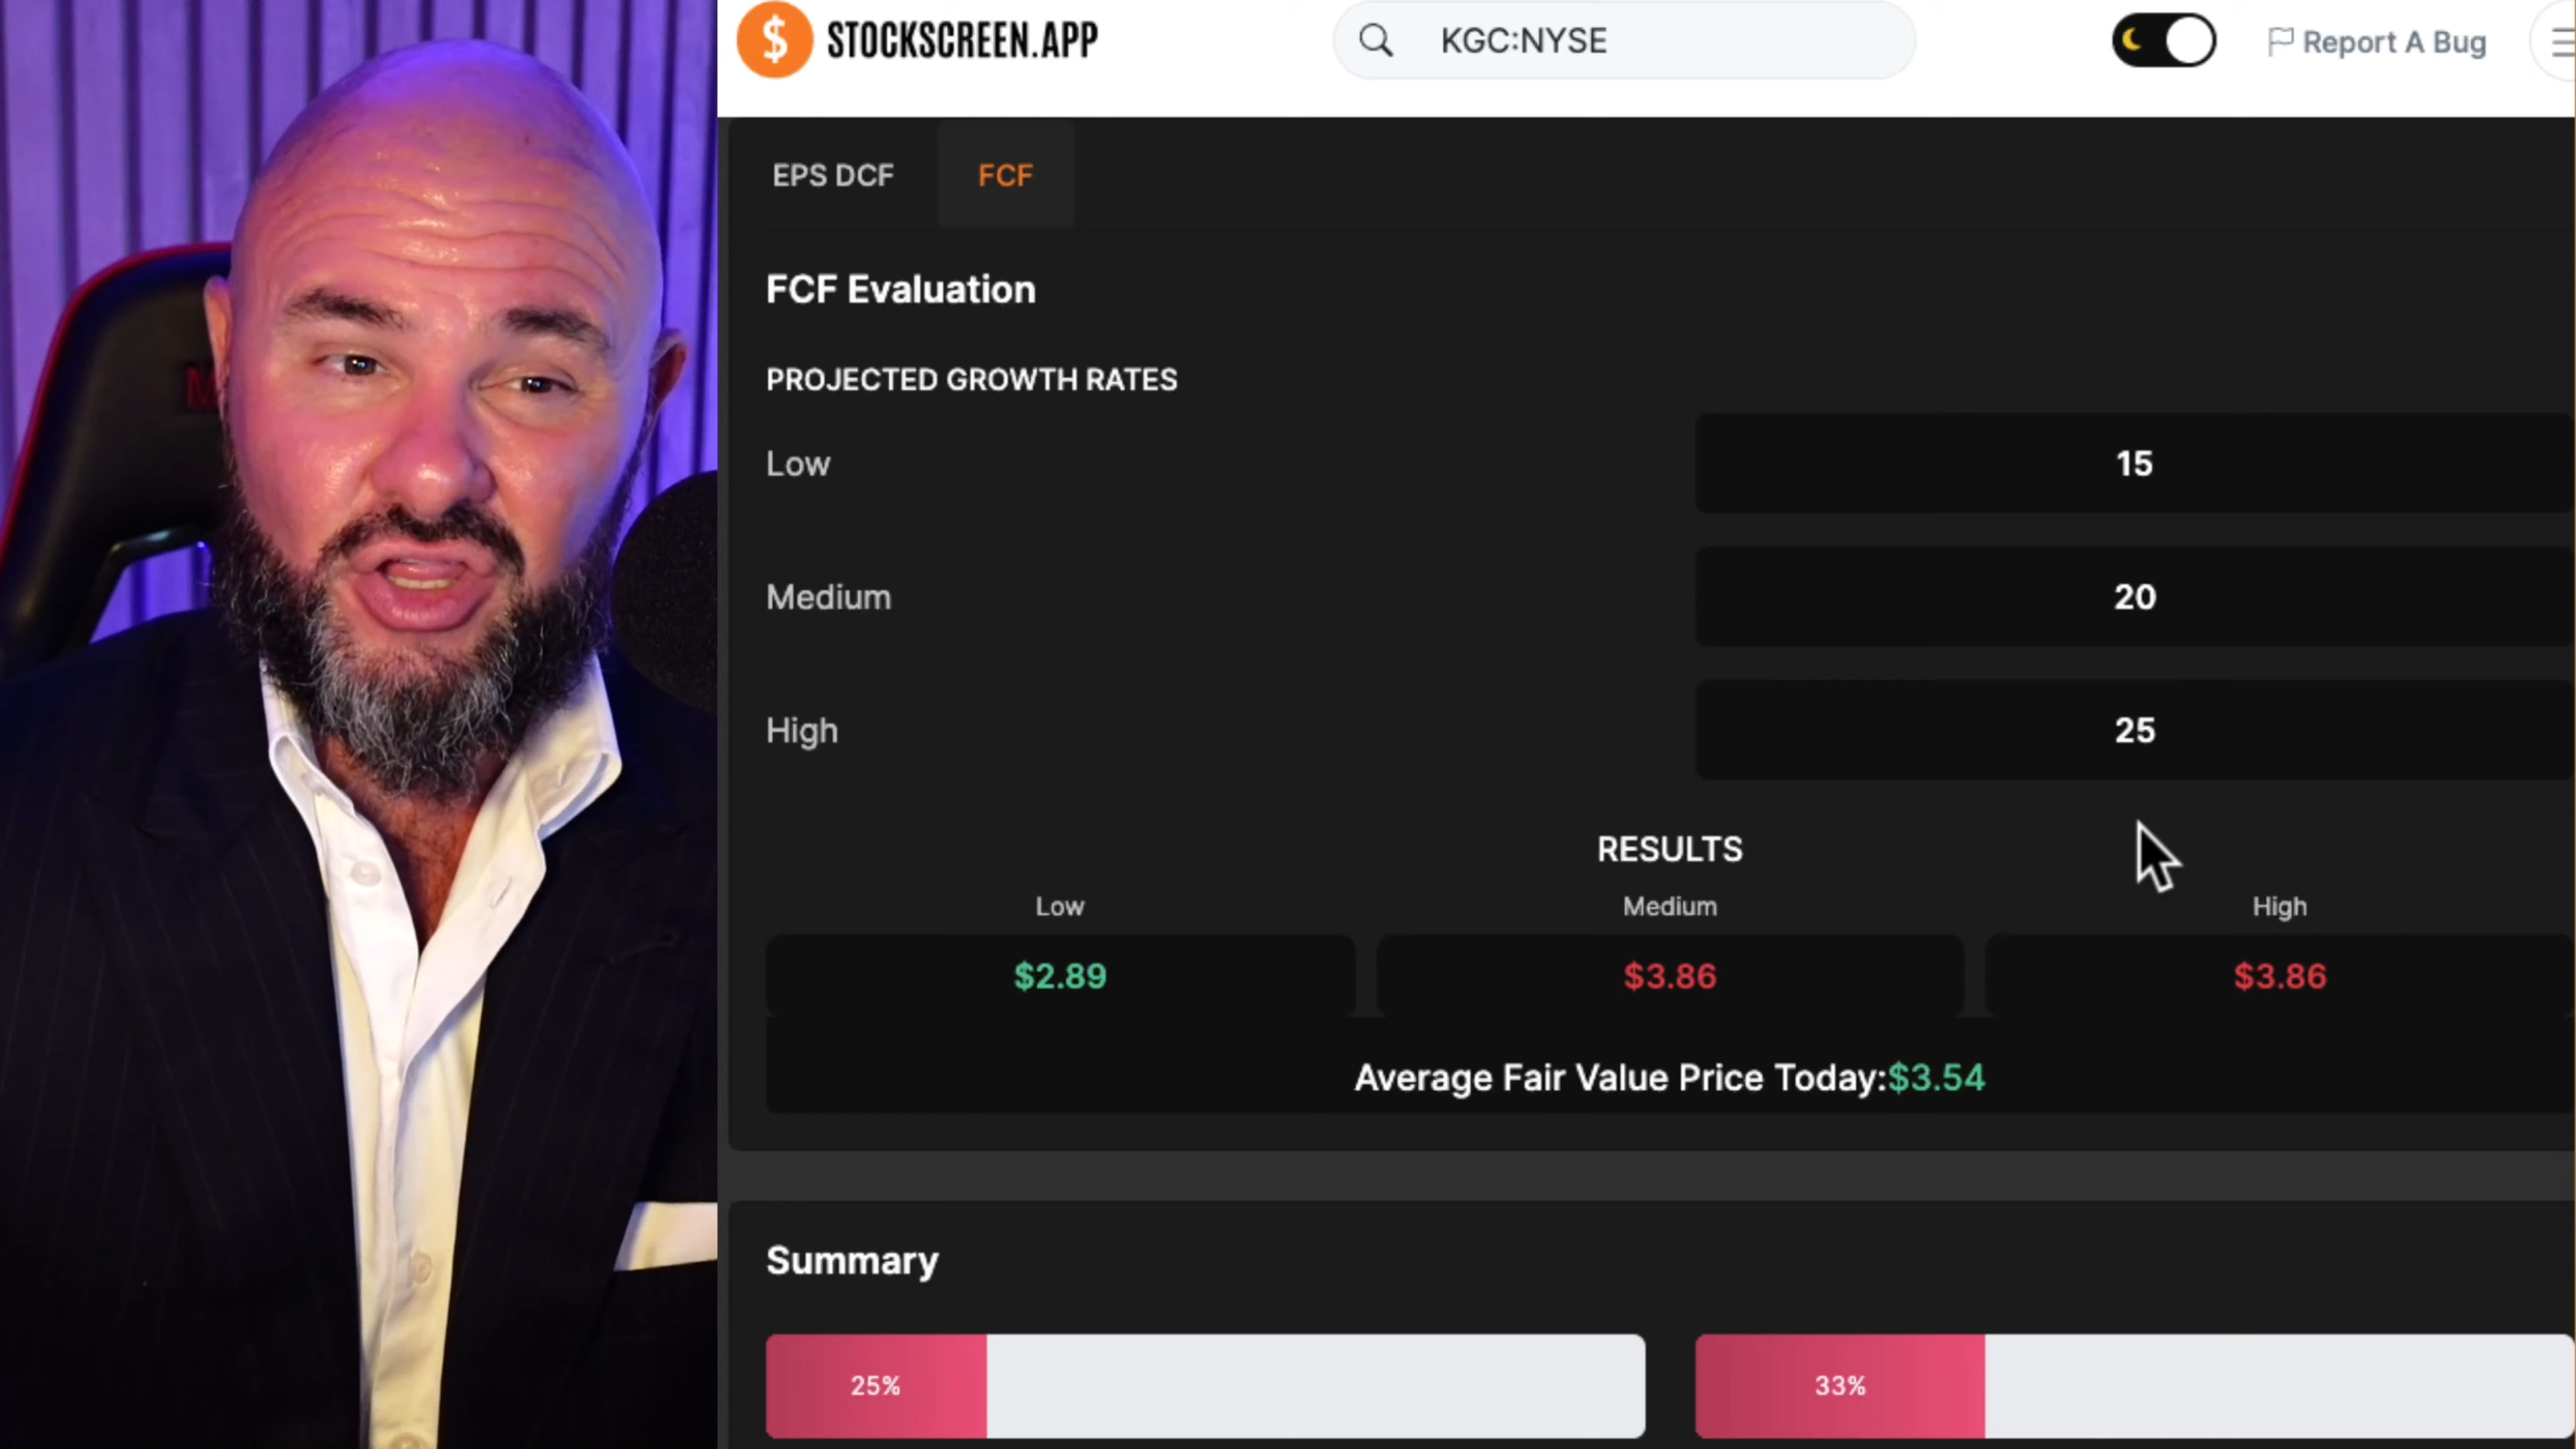 $ STOCKSCREEN.APP
KGC:NYSE
Report A Bug
EPS DCF
FCF
FCF Evaluation
PROJECTED GROWTH RATES
Low
15
Medium
20
High
25
RESULTS
Low
Medium
High
$2.89
$3.86
$3.86
Average Fair Value Price Today:$3.54
Summary
25%
33%